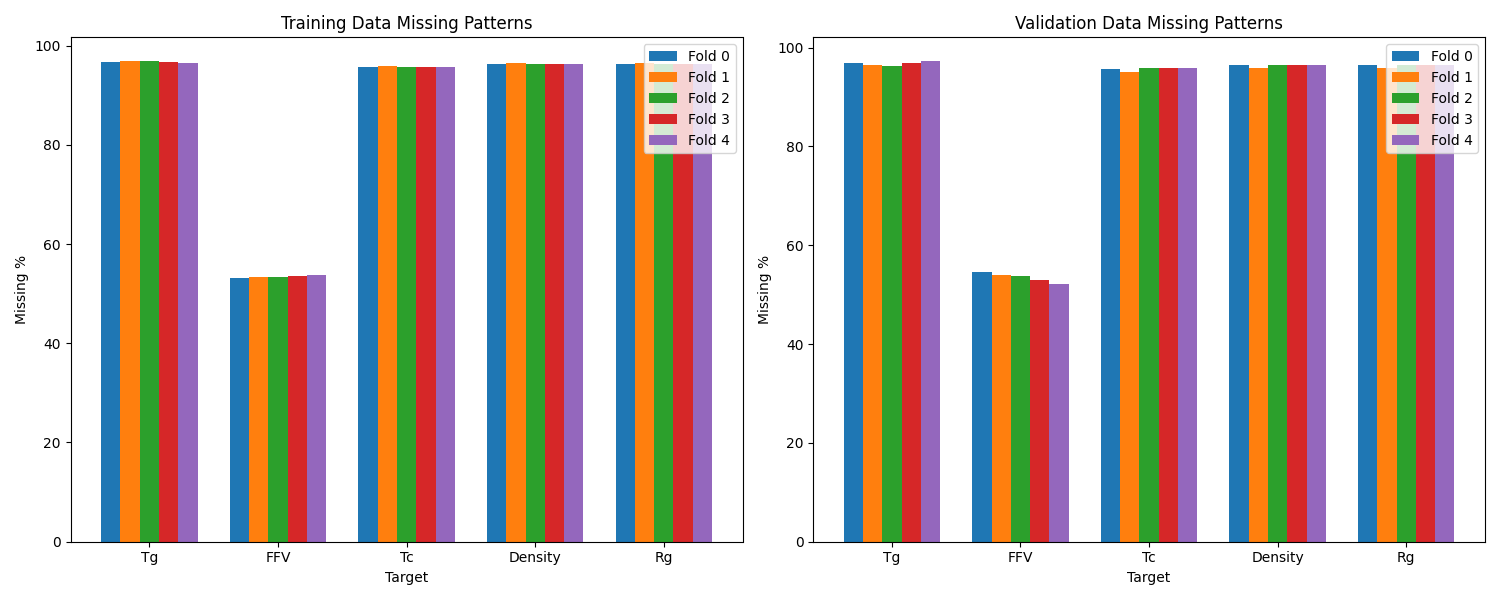 Training Data Missing Patterns
Missing %
100
80
60
40
20
0
Tg
FFV
Tc
Density
Rg
Target
Fold 0
Fold 1
Fold 2
Fold 3
Fold 4
Validation Data Missing Patterns
Missing %
100
80
60
40
20
0
Tg
FFV
Tc
Density
Rg
Target
Fold 0
Fold 1
Fold 2
Fold 3
Fold 4